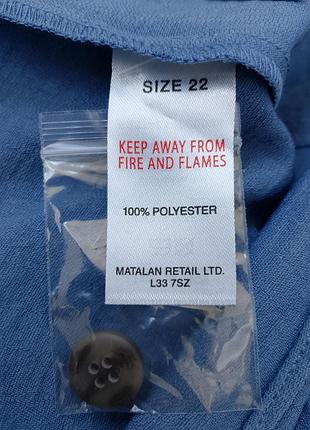 SIZE 22
KEEP AWAY FROM
FIRE AND FLAMES
100% POLYESTER
MATALAN RETAIL LTD.
L33 7SZ